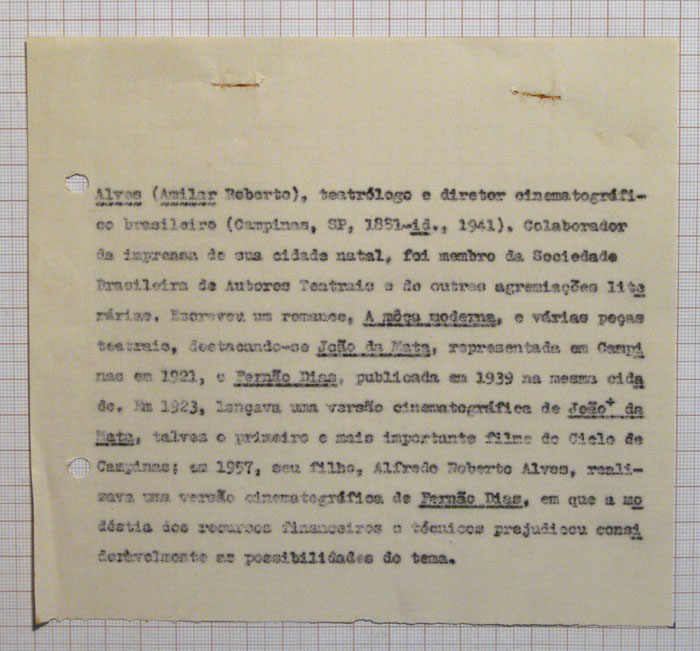 Alves (Amilar Roberto), teatrólogo e diretor cinematográfi-
co brasileiro (Campinas, SP, 1881-id., 1941). Colaborador
da imprensa de sua cidade natal, foi membro da Sociedade
Brasileira de Autores Teatrais e de outras agremiações lite
rárias. Escreveu um romance, A môça moderna, e várias peças
teatrais, destacando-se João da Mata, representada em Campi
nas em 1921, e Fernão Dias, publicada em 1939 na mesma cida
de. Em 1923, lançava uma versão cinematográfica de João+ da
Mata, talvez o primeiro e mais importante filme do Ciclo de
Campinas; em 1957, seu filho, Alfredo Roberto Alves, reali-
zava uma versão cinematográfica de Fernão Dias, em que a mo
déstia dos recursos financeiros e técnicos prejudicou consi
deràvelmente as possibilidades do tema.